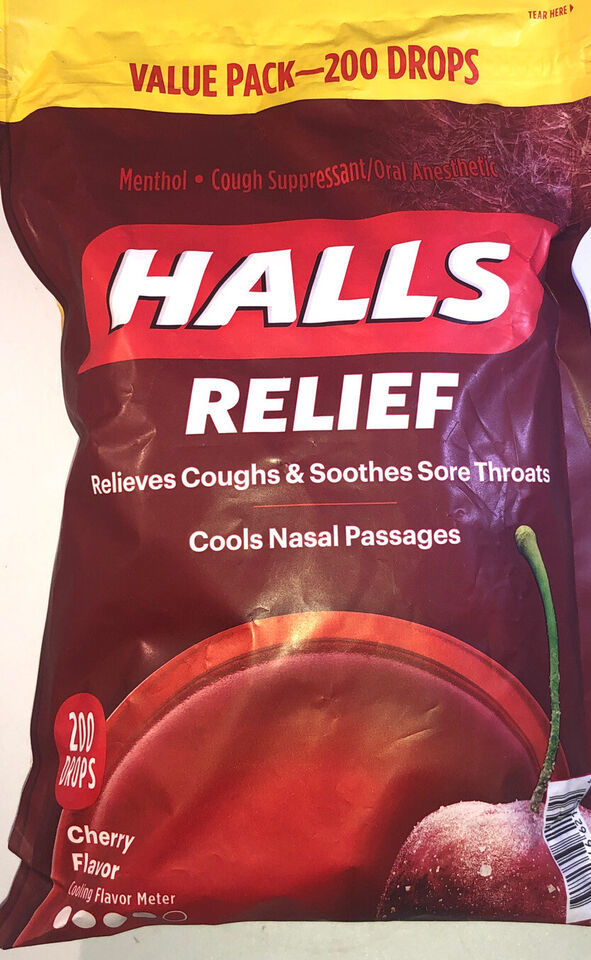 TEAR HERE
VALUE PACK—200 DROPS
Menthol • Cough Suppressant/Oral Anesthetic
HALLS
RELIEF
Relieves Coughs & Soothes Sore Throats
Cools Nasal Passages
200
DROPS
Cherry
Flavor
Cooling Flavor Meter